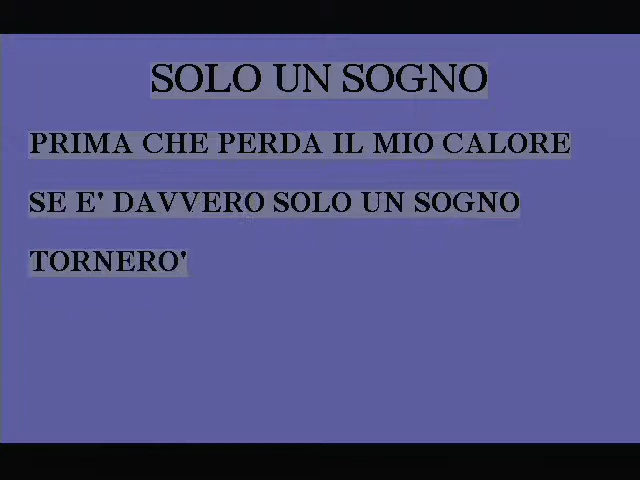 SOLO UN SOGNO
PRIMA CHE PERDA IL MIO CALORE
SE E' DAVVERO SOLO UN SOGNO
TORNERO'